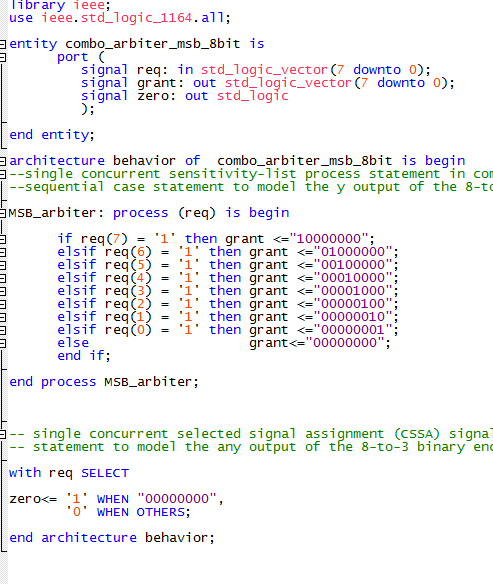 library ieee;
use ieee.std_logic_1164.all;
entity combo_arbiter_msb_8bit is
port (
signal req: in std_logic_vector(7 downto 0);
signal grant: out std_logic_vector(7 downto 0);
signal zero: out std_logic
);
end entity;
architecture behavior of  combo_arbiter_msb_8bit is begin
--single concurrent sensitivity-list process statement in com
--sequential case statement to model the y output of the 8-to
MSB_arbiter: process (req) is begin
if req(7) = '1' then grant <="10000000";
elsif req(6) = '1' then grant <="01000000";
elsif req(5) = '1' then grant <="00100000";
elsif req(4) = '1' then grant <="00010000";
elsif req(3) = '1' then grant <="00001000";
elsif req(2) = '1' then grant <="00000100";
elsif req(1) = '1' then grant <="00000010";
elsif req(0) = '1' then grant <="00000001";
else grant<="00000000";
end if;
end process MSB_arbiter;
-- single concurrent selected signal assignment (CSSA) signal
-- statement to model the any output of the 8-to-3 binary enc
with req SELECT
zero<= '1' WHEN "00000000",
'0' WHEN OTHERS;
end architecture behavior;